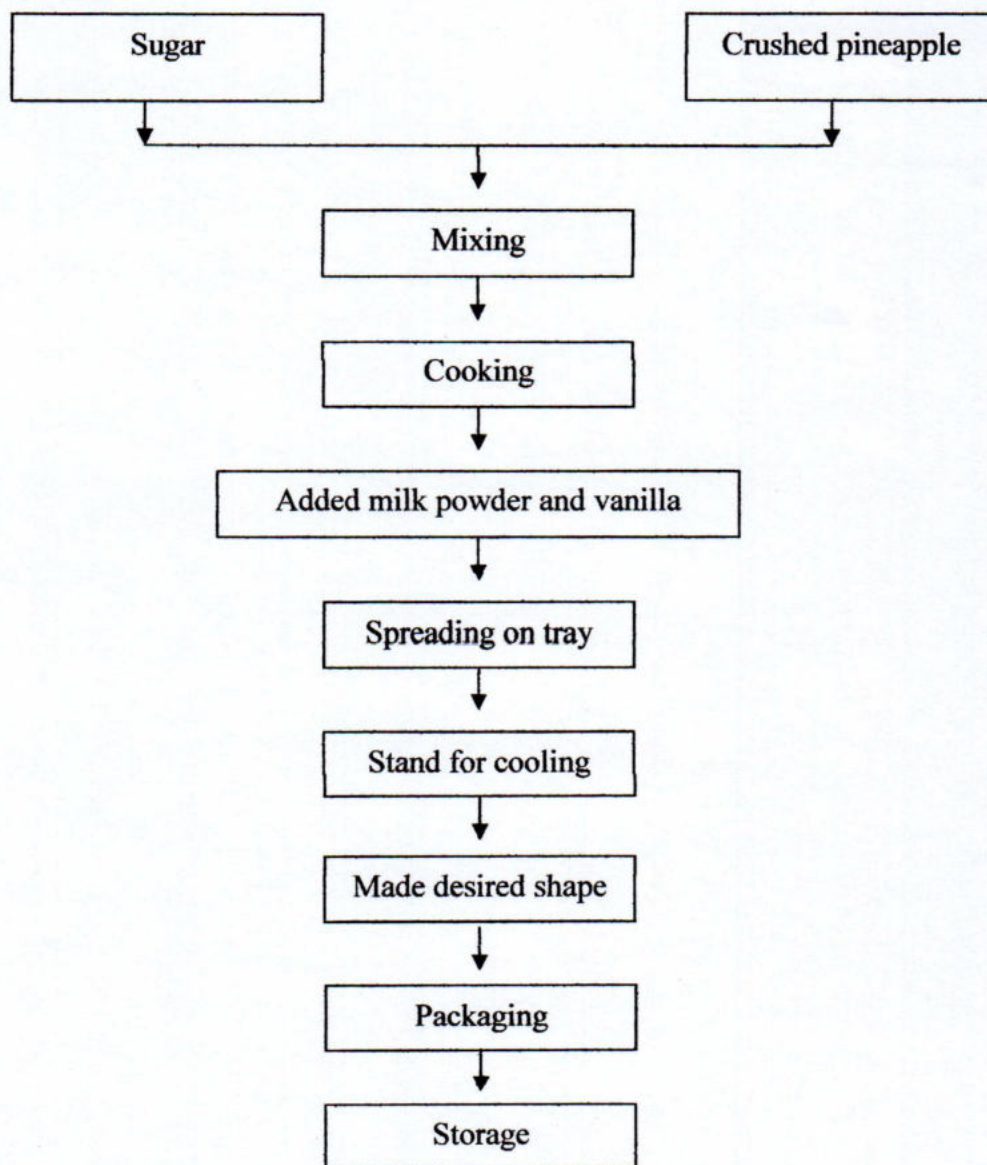 Sugar
Crushed pineapple
Mixing
Cooking
Added milk powder and vanilla
Spreading on tray
Stand for cooling
Made desired shape
Packaging
Storage